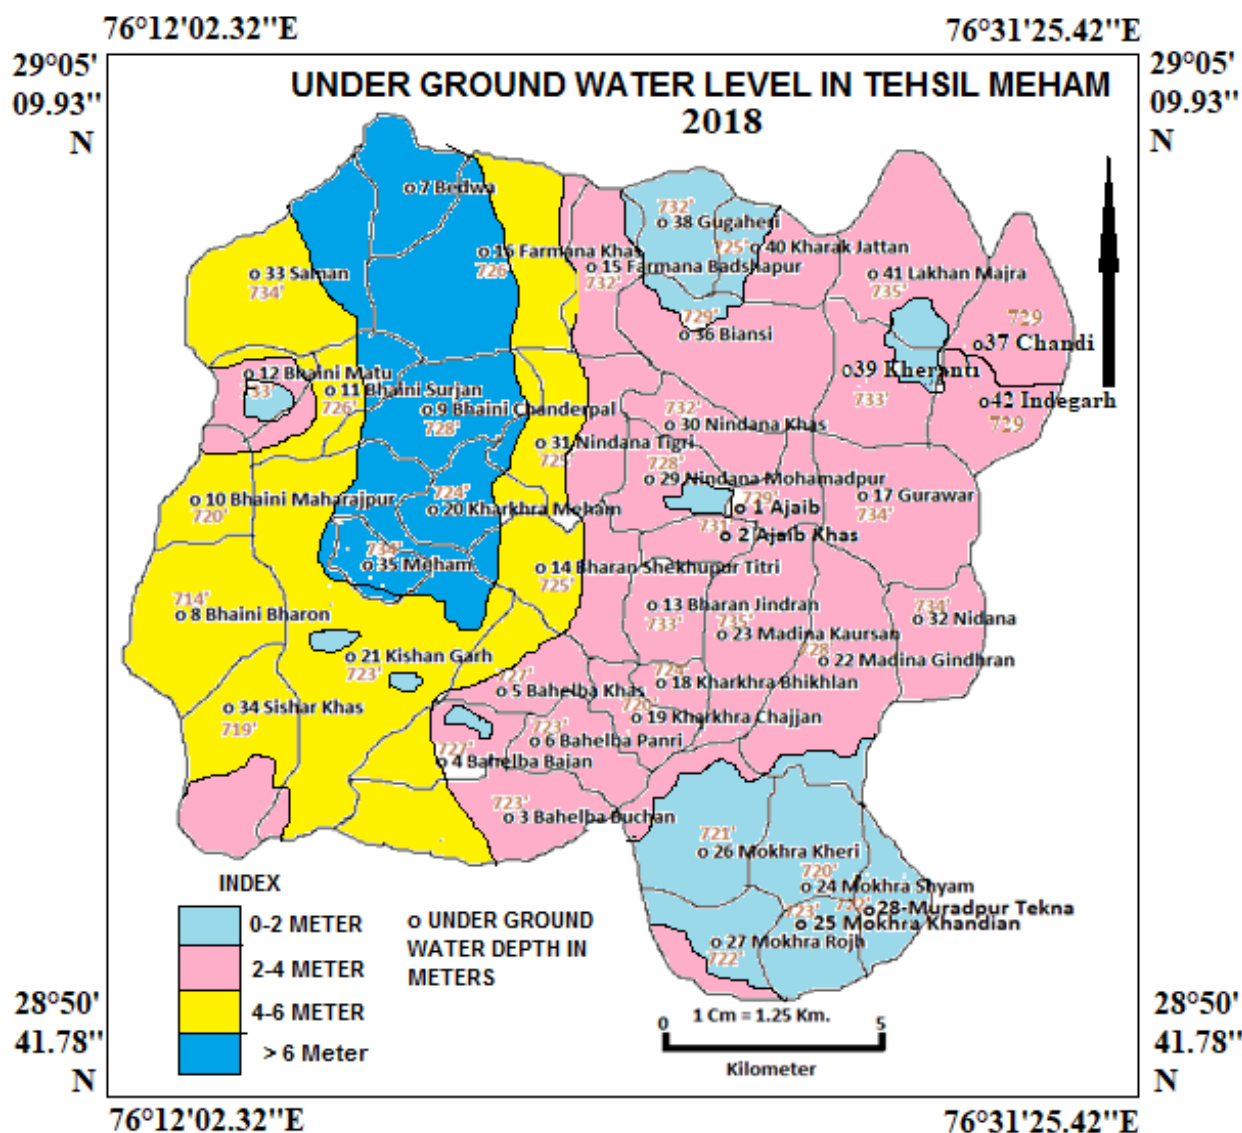 76°12'02.32"E
76°31'25.42"E
29°05'
09.93"
N
29°05'
09.93"
N
UNDER GROUND WATER LEVEL IN TEHSIL MEHAM
2018
o 7 Bedwa
732'
o 38 Gugaheri
725'
o 40 Kharak Jattan
o 16 Farmana Khas
726
o 15 Farmana Badshapur
732'
o 33 Saman
734'
o 41 Lakhan Majra
735'
729'
o 36 Biansi
729
o37 Chandi
o 12 Bhaini Matu
33'
o39 Kheranti
733'
o 11 Bhaini Surjan
726'
o42 Indegarh
729
o 9 Bhaini Chanderpal
728'
732'
o 30 Nindana Khas
o 31 Nindana Tigri
725'
728'
o 29 Nindana Mohamadpur
o 10 Bhaini Maharajpur
720'
724'
o 20 Kharkhra Meham
729'
o 1 Ajaib
o 17 Gurawar
734'
731
o 2 Ajaib Khas
734'
o 35 Meham
o 14 Bharan Shekhupur Titri
725'
714'
o 8 Bhaini Bharon
o 13 Bharan Jindran
733'
735'
o 23 Madina Kaursan
734'
o 32 Nidana
o 21 Kishan Garh
723'
728
o 22 Madina Gindhran
727'
o 5 Bahelba Khas
724'
o 18 Kharkhra Bhikhlan
o 34 Sishar Khas
719'
720'
o 19 Kharkhra Chajjan
723'
o 6 Bahelba Panri
727'
o 4 Bahelba Bajan
723'
o 3 Bahelba Buchan
721'
o 26 Mokhra Kheri
720'
o 24 Mokhra Shyam
722'
o 28-Muradpur Tekna
723'
o 25 Mokhra Khandian
o 27 Mokhra Rojh
722'
INDEX
0-2 METER
2-4 METER
4-6 METER
> 6 Meter
o UNDER GROUND
WATER DEPTH IN
METERS
1 Cm = 1.25 Km.
0
5
Kilometer
28°50'
41.78"
N
28°50'
41.78"
N
76°12'02.32"E
76°31'25.42"E